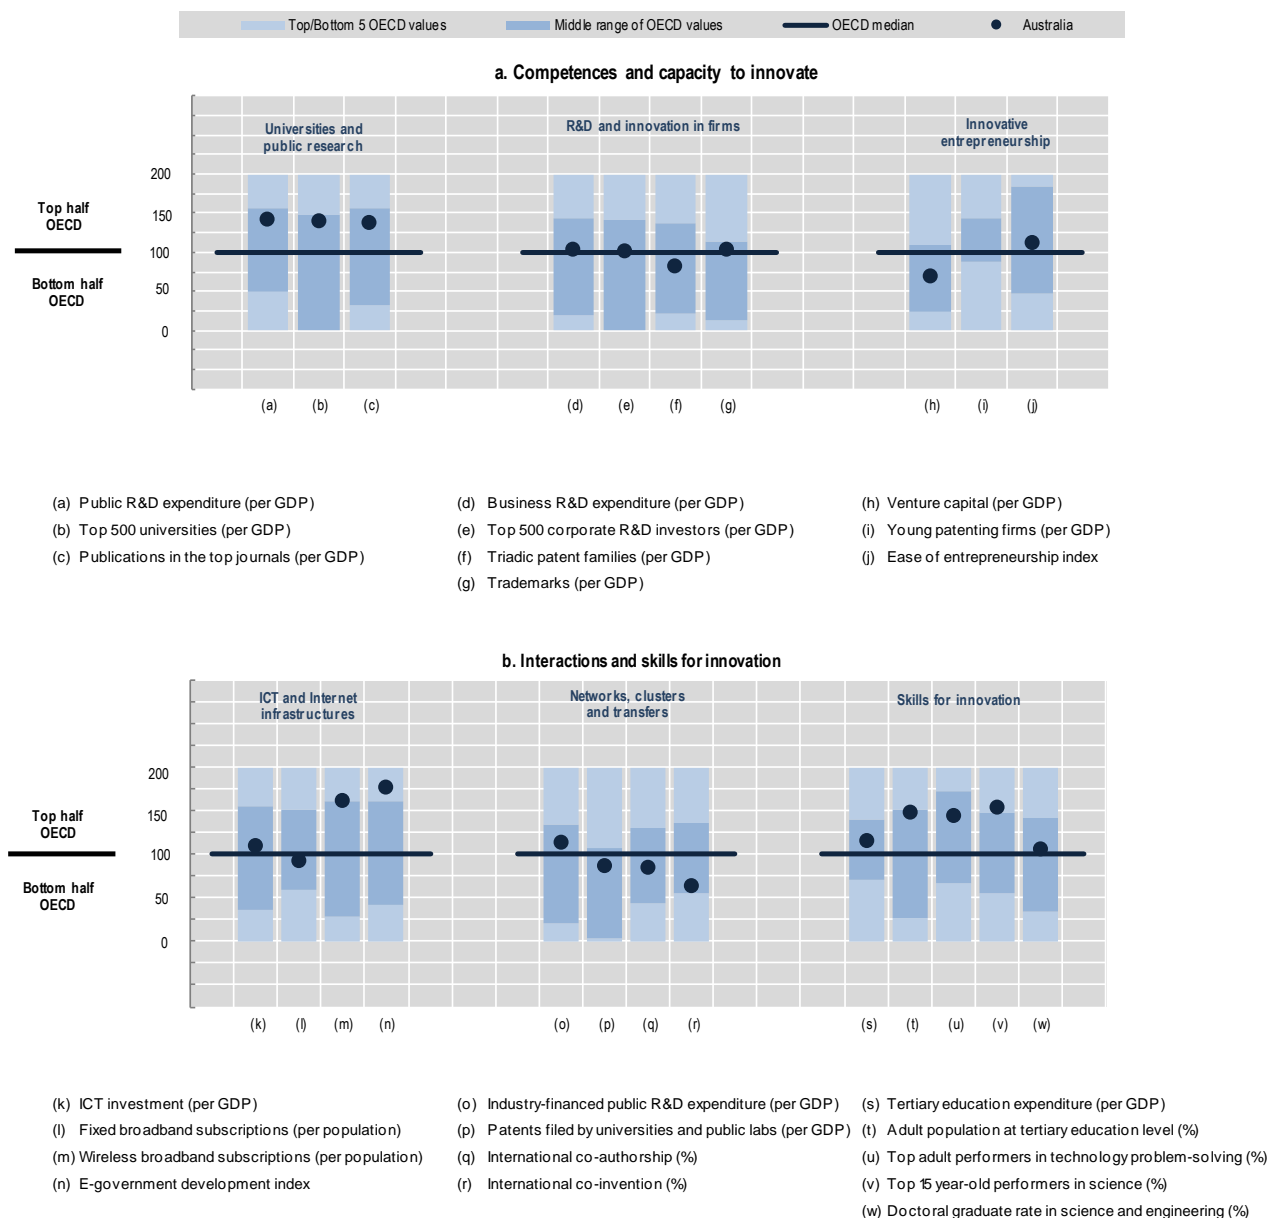 Top/Bottom 5 OECD values Middle range of OECD values OECD median Australia
a. Competences and capacity to innovate
Universities and
public research
R&D and innovation in firms
Innovative
entrepreneurship
200
150
100
50
0
Top half
OECD
Bottom half
OECD
(a) (b) (c) (d) (e) (f) (g) (h) (i) (j)
(a) Public R&D expenditure (per GDP)
(b) Top 500 universities (per GDP)
(c) Publications in the top journals (per GDP)
(d) Business R&D expenditure (per GDP)
(e) Top 500 corporate R&D investors (per GDP)
(f) Triadic patent families (per GDP)
(g) Trademarks (per GDP)
(h) Venture capital (per GDP)
(i) Young patenting firms (per GDP)
(j) Ease of entrepreneurship index
b. Interactions and skills for innovation
ICT and Internet
infrastructures
Networks, clusters
and transfers
Skills for innovation
200
150
100
50
0
Top half
OECD
Bottom half
OECD
(k) (l) (m) (n) (o) (p) (q) (r) (s) (t) (u) (v) (w)
(k) ICT investment (per GDP)
(l) Fixed broadband subscriptions (per population)
(m) Wireless broadband subscriptions (per population)
(n) E-government development index
(o) Industry-financed public R&D expenditure (per GDP)
(p) Patents filed by universities and public labs (per GDP)
(q) International co-authorship (%)
(r) International co-invention (%)
(s) Tertiary education expenditure (per GDP)
(t) Adult population at tertiary education level (%)
(u) Top adult performers in technology problem-solving (%)
(v) Top 15 year-old performers in science (%)
(w) Doctoral graduate rate in science and engineering (%)